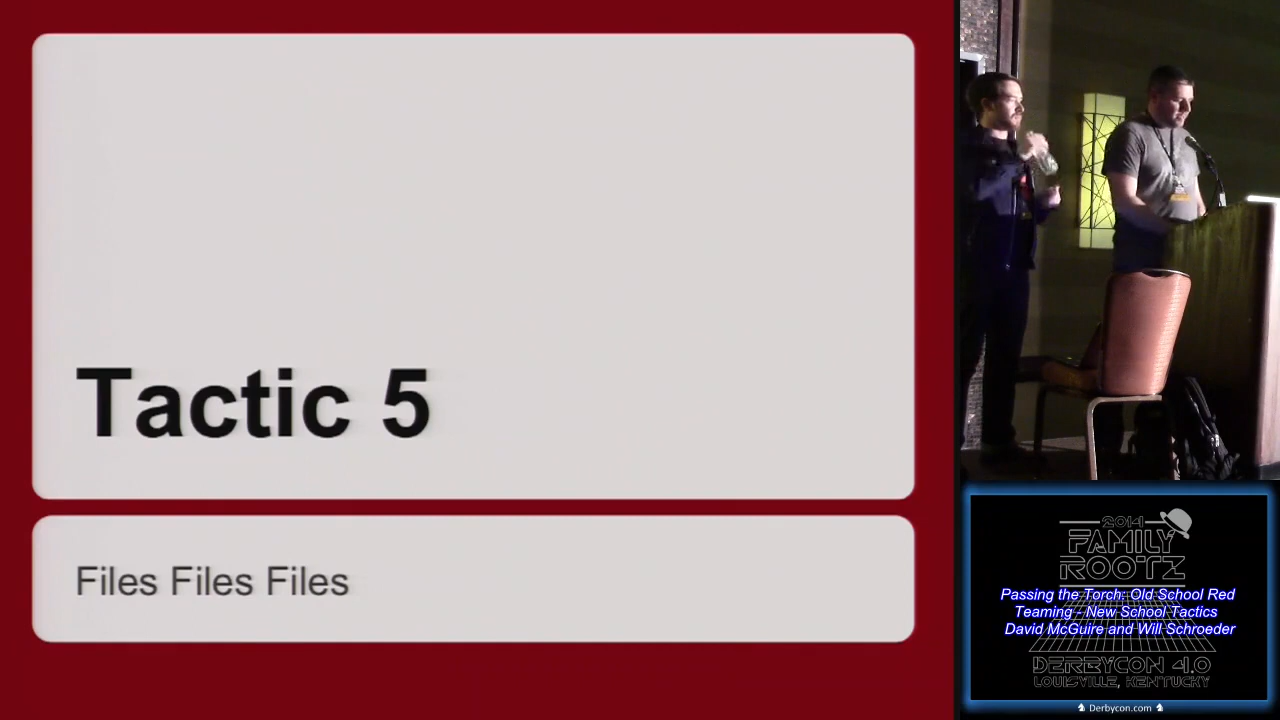 Tactic 5
Files Files Files
2014
FAMILY
ROOTZ
Passing the Torch: Old School Red
Teaming - New School Tactics
David McGuire and Will Schroeder
DERBYCON 4.0
LOUISVILLE, KENTUCKY
Derbycon.com